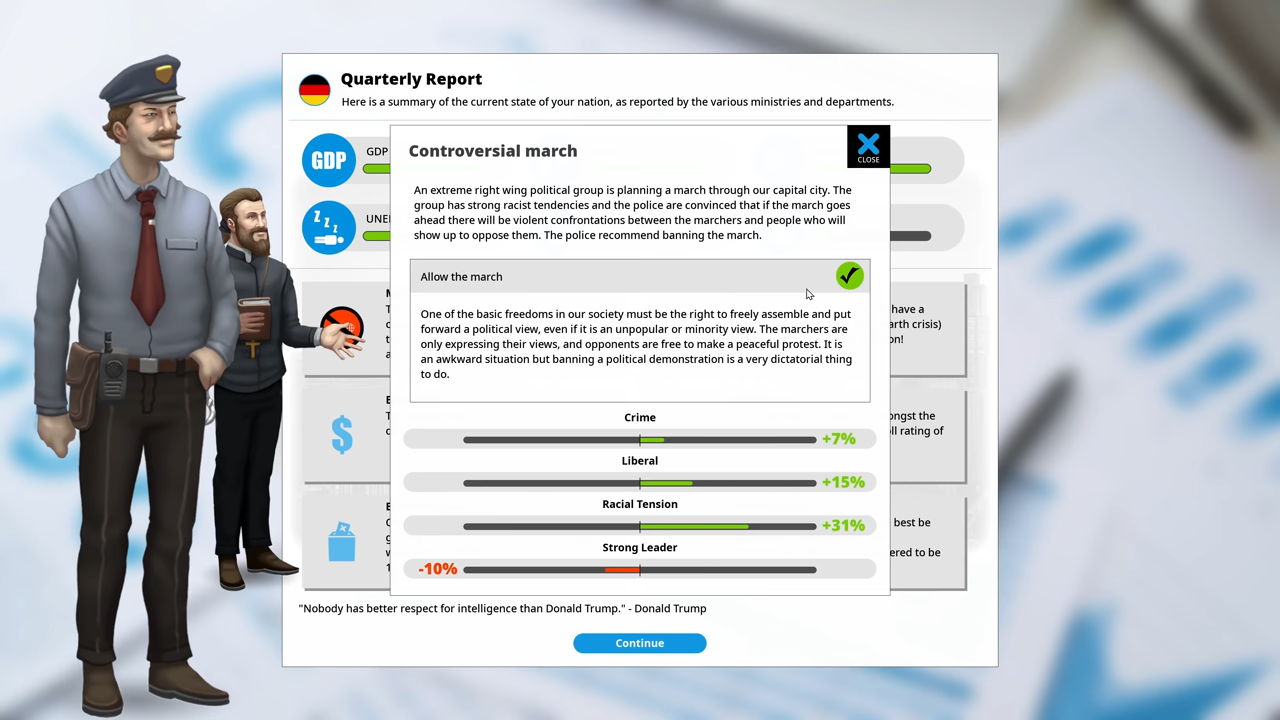 Quarterly Report
Here is a summary of the current state of your nation, as reported by the various ministries and departments.
GDP
GDP
Controversial march
CLOSE
An extreme right wing political group is planning a march through our capital city. The
group has strong racist tendencies and the police are convinced that if the march goes
ahead there will be violent confrontations between the marchers and people who will
show up to oppose them. The police recommend banning the march.
Z Z Z
Allow the march
One of the basic freedoms in our society must be the right to freely assemble and put
forward a political view, even if it is an unpopular or minority view. The marchers are
only expressing their views, and opponents are free to make a peaceful protest. It is
an awkward situation but banning a political demonstration is a very dictatorial thing
to do.
have a
arth crisis)
on!
Crime
+7%
ngst the
oll rating of
Liberal
+15%
Racial Tension
+31%
best be
ered to be
Strong Leader
-10%
"Nobody has better respect for intelligence than Donald Trump." - Donald Trump
Continue